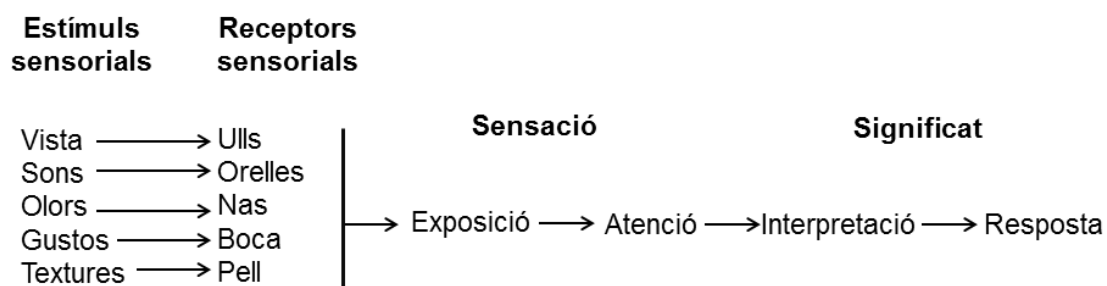 Estímuls sensorials
Receptors sensorials
Sensació
Significat
Vista
Ulls
Sons
Orelles
Olors
Nas
Gustos
Boca
Textures
Pell
Exposició
Atenció
Interpretació
Resposta